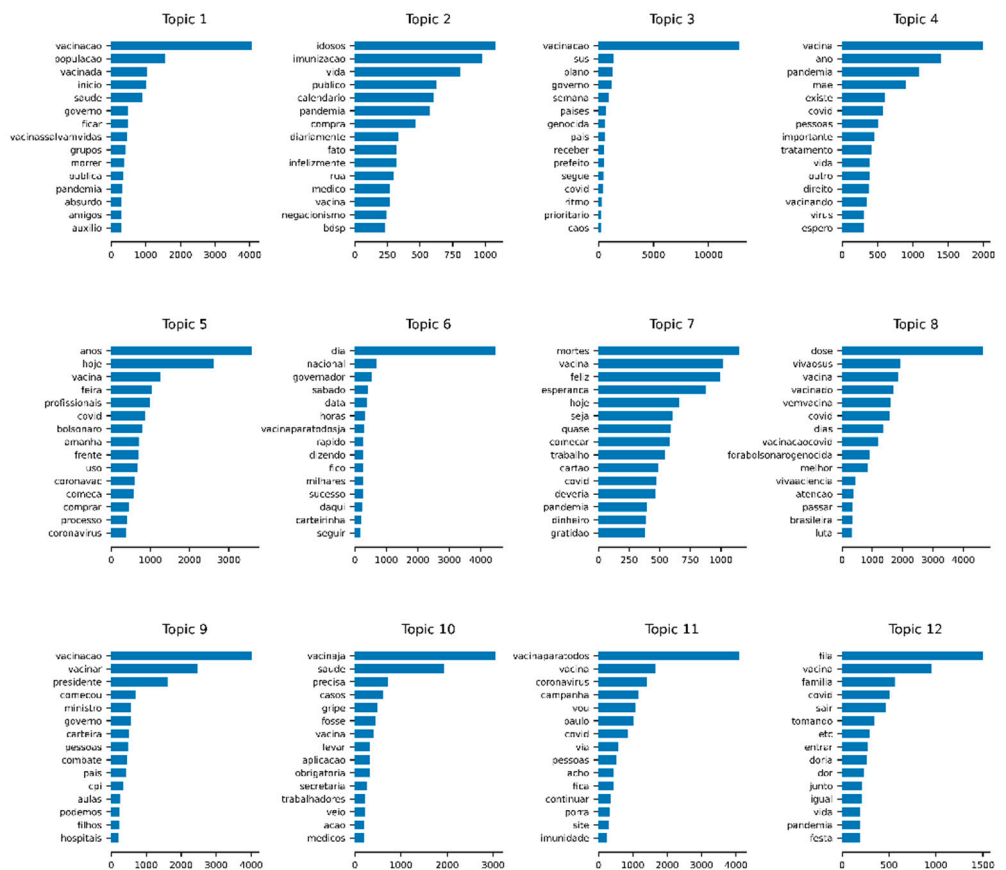 Topic 1
vacinacao
populacao
vacinada
inicio
saude
governo
ficar
vacinassalvamvidas
grupos
morrer
publica
pandemia
absurdo
amigos
auxilio
0 1000 2000 3000 4000
Topic 2
idosos
imunizacao
vida
publico
calendario
pandemia
compra
diariamente
fato
infelizmente
rua
medico
vacina
negacionismo
bdsp
0 250 500 750 1000
Topic 3
vacinacao
sus
plano
governo
semana
paises
genocida
pais
receber
prefeito
segue
covid
ritmo
prioritario
caos
0 5000 10000
Topic 4
vacina
ano
pandemia
mae
existe
covid
pessoas
importante
tratamento
vida
outro
direito
vacinando
virus
espero
0 500 1000 1500 2000
Topic 5
anos
hoje
vacina
feira
profissionais
covid
bolsonaro
amanha
frente
uso
coronavac
comeca
comprar
processo
coronavirus
0 1000 2000 3000
Topic 6
dia
nacional
governador
sabado
data
horas
vacinaparatodosja
rapido
dizendo
fico
milhares
sucesso
daqui
carteirinha
seguir
0 1000 2000 3000 4000
Topic 7
mortes
vacina
feliz
esperanca
hoje
seja
quase
comecar
trabalho
cartao
covid
deveria
pandemia
dinheiro
gratidao
0 250 500 750 1000
Topic 8
dose
vivaosus
vacina
vacinado
vemvacina
covid
dias
vacinacaocovid
forabolsonarogenocida
melhor
vivaaciencia
atencao
passar
brasileira
luta
0 1000 2000 3000 4000
Topic 9
vacinacao
vacinar
presidente
comecou
ministro
governo
carteira
pessoas
combate
pais
cpi
aulas
podemos
filhos
hospitais
0 1000 2000 3000 4000
Topic 10
vacinaja
saude
precisa
casos
gripe
fosse
vacina
levar
aplicacao
obrigatoria
secretaria
trabalhadores
veio
acao
medicos
0 1000 2000 3000
Topic 11
vacinaparatodos
vacina
coronavirus
campanha
vou
paulo
covid
via
pessoas
acho
fica
continuar
porra
site
imunidade
0 1000 2000 3000 4000
Topic 12
fila
vacina
familia
covid
sair
tomando
etc
entrar
doria
dor
junto
igual
vida
pandemia
festa
0 500 1000 1500